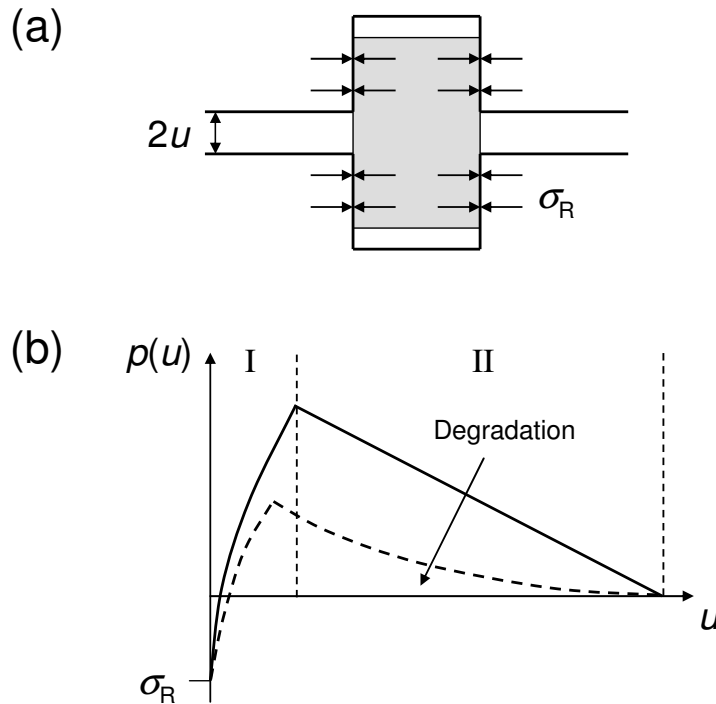 (a)
2u
σR
(b)
p(u)
I
II
Degradation
u
σR